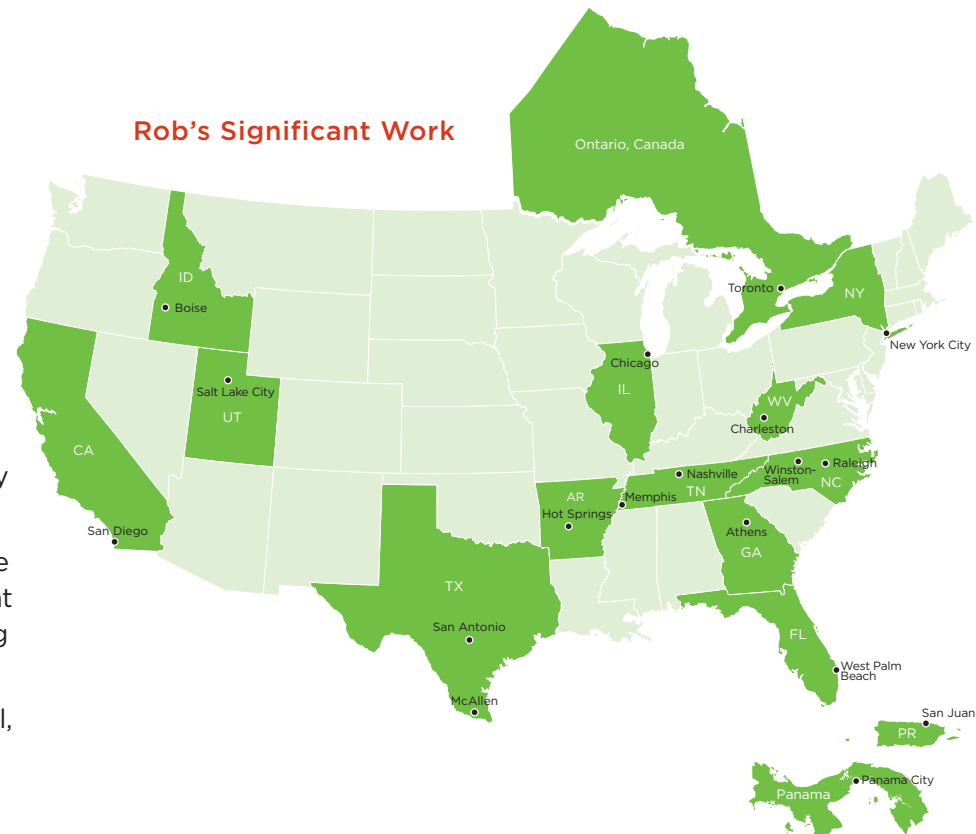 Rob's Significant Work
Ontario, Canada
ID
Boise
Toronto
NY
New York City
Salt Lake City
UT
Chicago
IL
WV
Charleston
CA
San Diego
Nashville
TN
Memphis
Winston-
Salem
Raleigh
NC
AR
Hot Springs
Athens
GA
TX
San Antonio
McAllen
FL
West Palm
Beach
San Juan
PR
Panama
Panama City
y
e
g